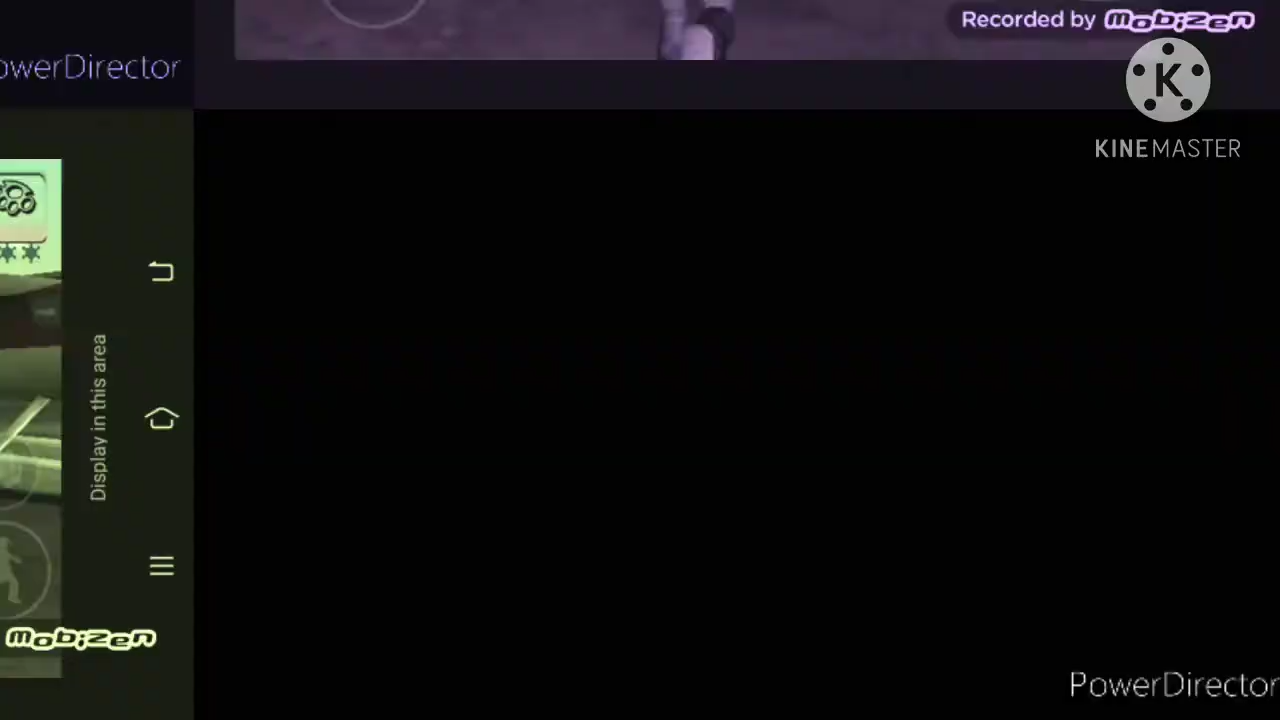 Recorded by Mobizen
owerDirector
KINEMASTER
Display in this area
Mobizen
PowerDirector